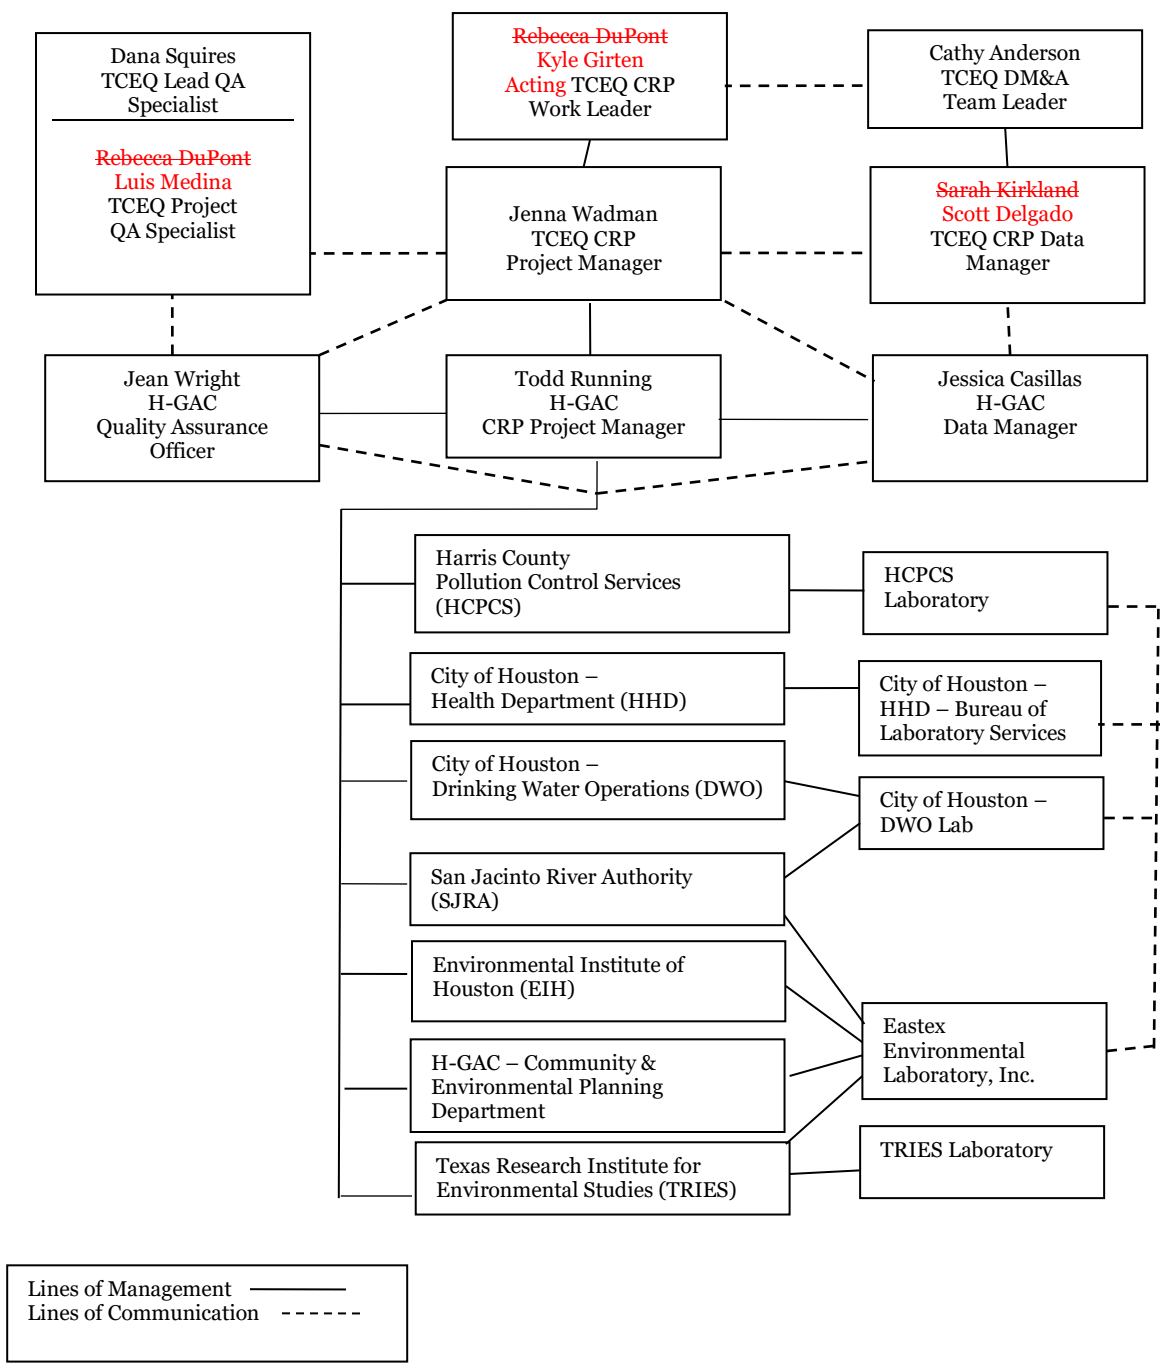 Dana Squires
TCEQ Lead QA
Specialist
Rebecca DuPont
Luis Medina
TCEQ Project
QA Specialist
Rebecca DuPont
Kyle Girten
Acting TCEQ CRP
Work Leader
Cathy Anderson
TCEQ DM&A
Team Leader
Jenna Wadman
TCEQ CRP
Project Manager
Sarah Kirkland
Scott Delgado
TCEQ CRP Data
Manager
Jean Wright
H-GAC
Quality Assurance
Officer
Todd Running
H-GAC
CRP Project Manager
Jessica Casillas
H-GAC
Data Manager
Harris County
Pollution Control Services
(HCPCS)
HCPCS
Laboratory
City of Houston –
Health Department (HHD)
City of Houston –
HHD – Bureau of
Laboratory Services
City of Houston –
Drinking Water Operations (DWO)
City of Houston –
DWO Lab
San Jacinto River Authority
(SJRA)
Environmental Institute of
Houston (EIH)
Eastex
Environmental
Laboratory, Inc.
H-GAC – Community &
Environmental Planning
Department
Texas Research Institute for
Environmental Studies (TRIES)
TRIES Laboratory
Lines of Management
Lines of Communication